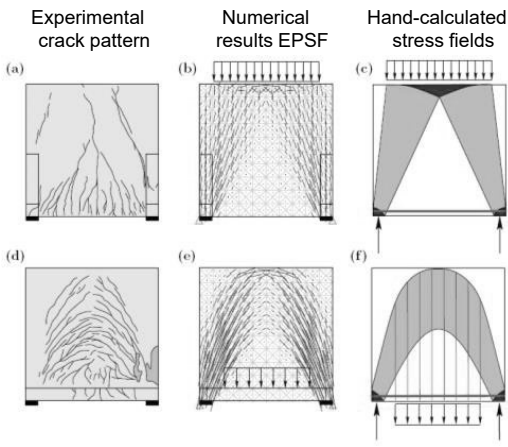 Experimental
crack pattern
Numerical
results EPSF
Hand-calculated
stress fields
(a)
(b)
(c)
(d)
(e)
(f)